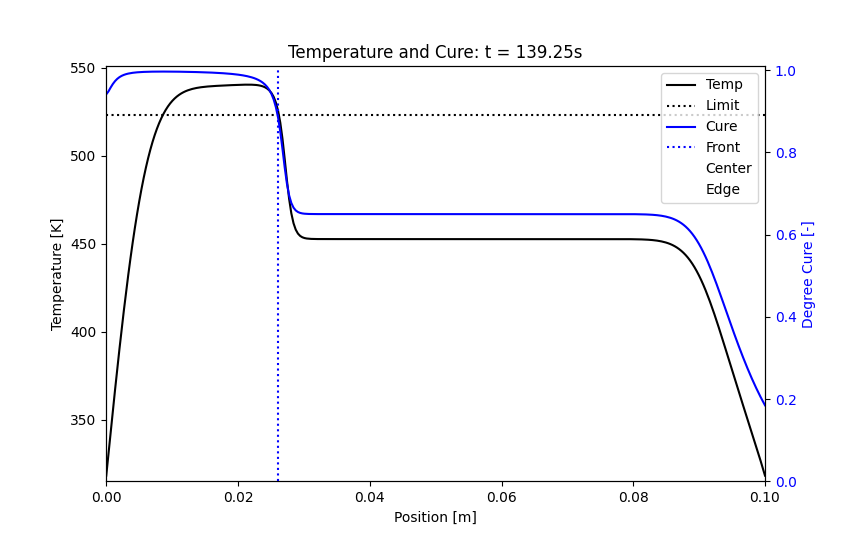 Temperature and Cure: t = 139.25s
550
500
450
400
350
Temperature [K]
1.0
0.8
0.6
0.4
0.2
0.0
Degree Cure [-]
Temp
Limit
Cure
Front
Center
Edge
0.00
0.02
0.04
0.06
0.08
0.10
Position [m]